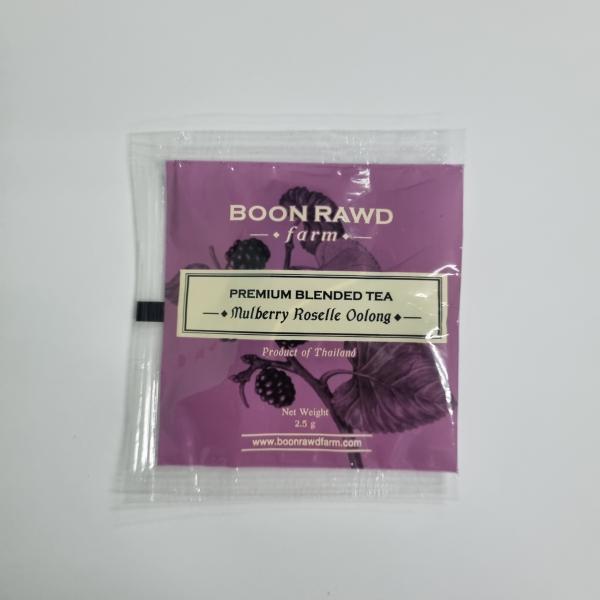 BOON RAWD
farm
PREMIUM BLENDED TEA
Mulberry Roselle Oolong
Product of Thailand
Net Weight
2.5 g
www.boonrawdfarm.com